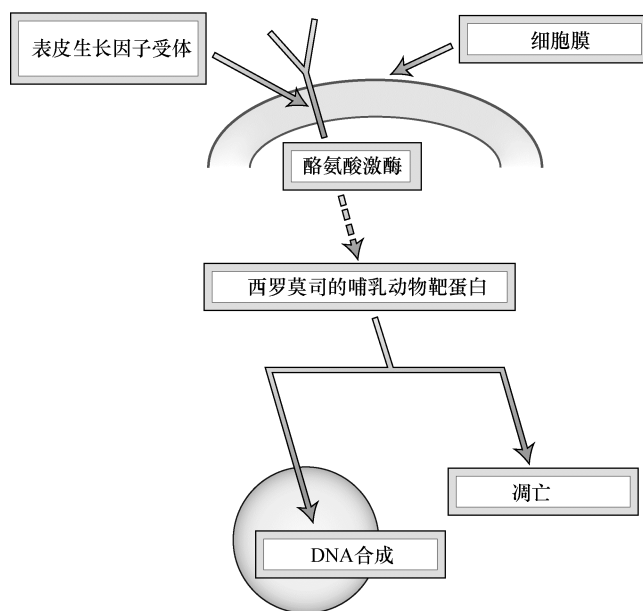 表皮生长因子受体
细胞膜
酪氨酸激酶
西罗莫司的哺乳动物靶蛋白
凋亡
DNA合成